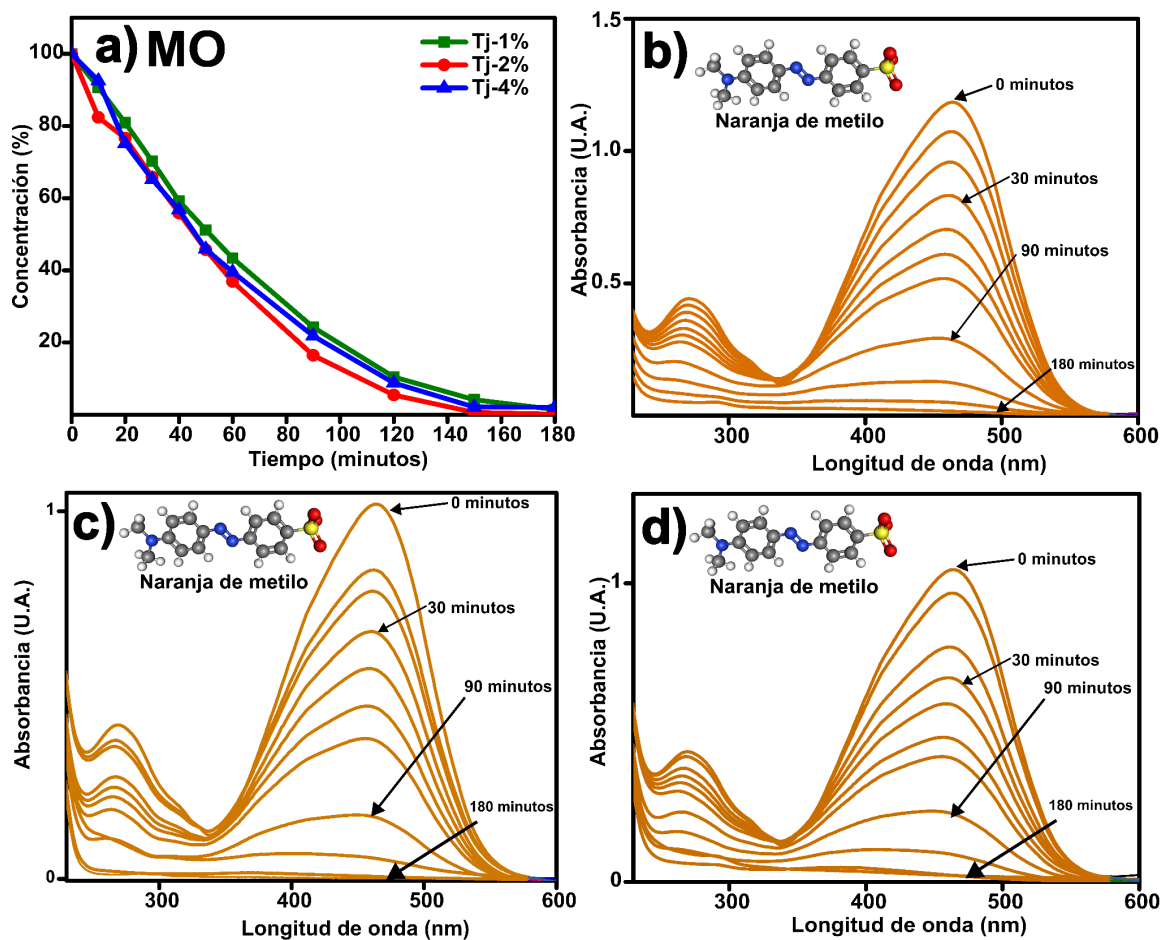 a) MO
Tj-1%
Tj-2%
Tj-4%
Concentración (%)
100
80
60
40
20
0 20 40 60 80 100 120 140 160 180
Tiempo (minutos)
b)
Naranja de metilo
0 minutos
30 minutos
90 minutos
180 minutos
Absorbancia (U.A.)
1.5
1.0
0.5
300 400 500 600
Longitud de onda (nm)
c)
Naranja de metilo
0 minutos
30 minutos
90 minutos
180 minutos
Absorbancia (U.A.)
1
0
300 400 500 600
Longitud de onda (nm)
d)
Naranja de metilo
0 minutos
30 minutos
90 minutos
180 minutos
Absorbancia (U.A.)
1
0
300 400 500 600
Longitud de onda (nm)